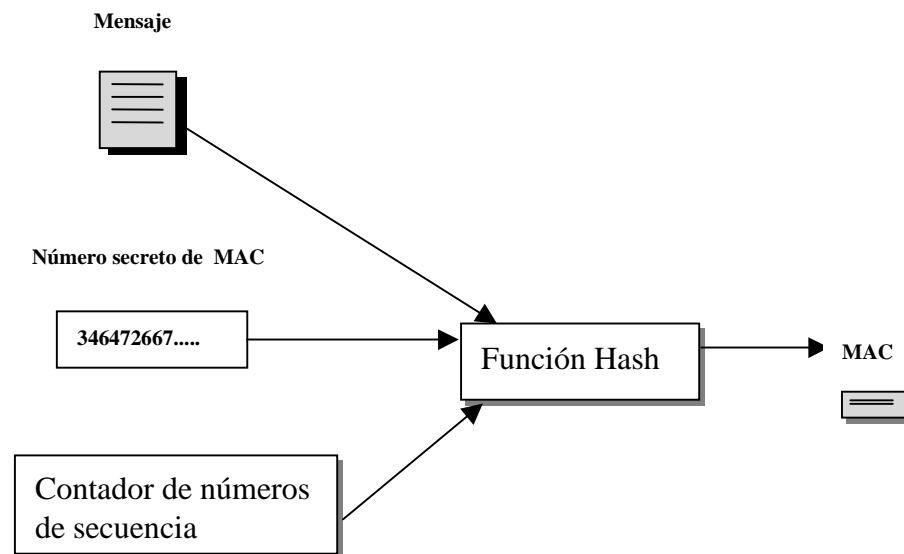 Mensaje
Número secreto de MAC
346472667.....
Función Hash
MAC
Contador de números
de secuencia